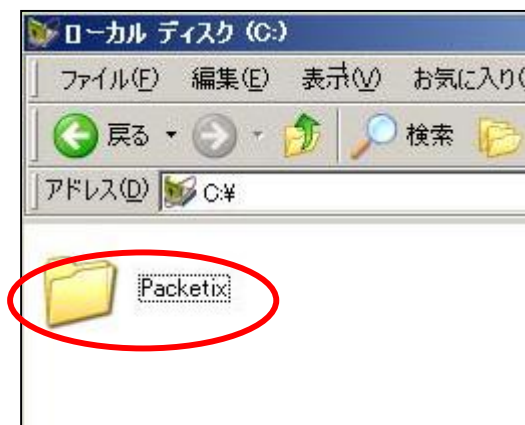 ローカル ディスク (C:)
ファイル(F) 編集(E) 表示(V) お気に入り(
戻る 検索
アドレス(D) C:¥
Packetix